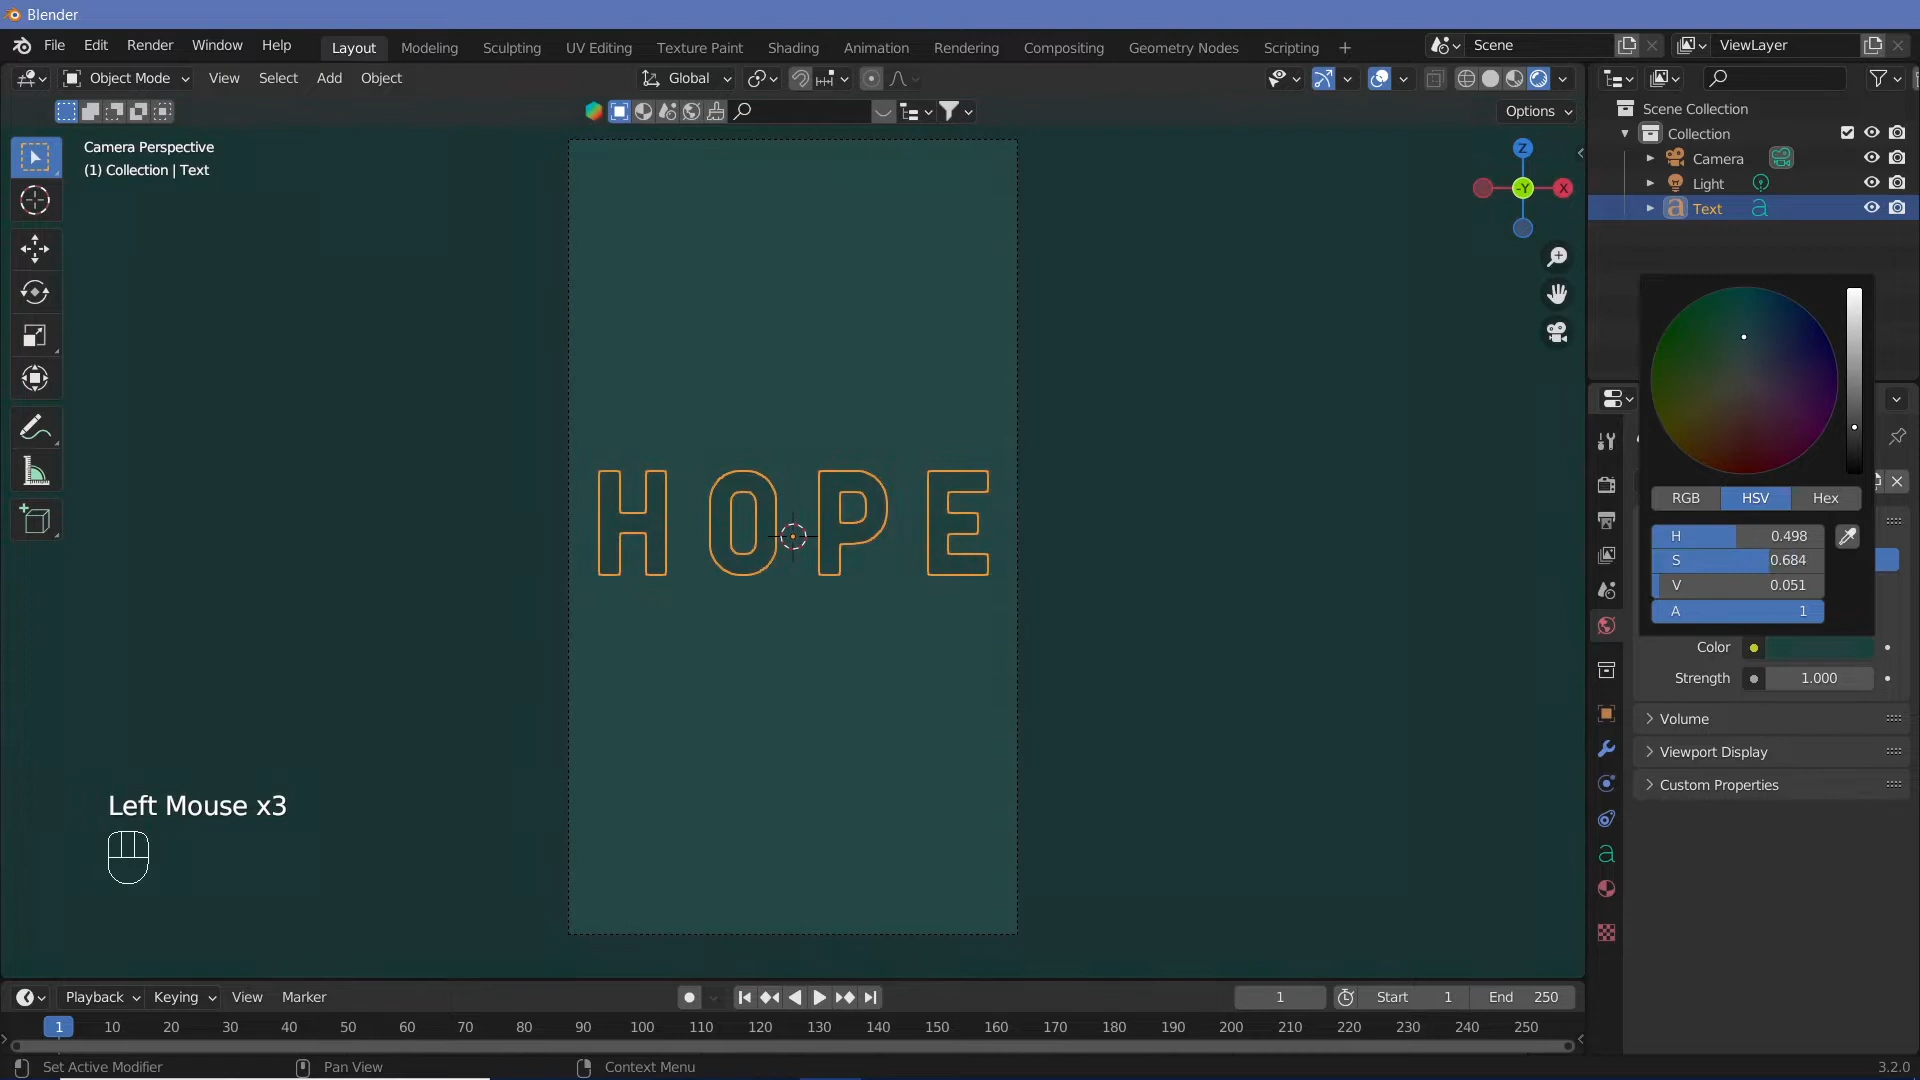 Blender
File Edit Render Window Help Layout Modeling Sculpting UV Editing Texture Paint Shading Animation Rendering Compositing Geometry Nodes Scripting + Scene ViewLayer
Object Mode View Select Add Object Global
Options
Scene Collection
Collection
Camera
Light
Text
Camera Perspective
(1) Collection | Text
Z
-Y X
HOPE
RGB HSV Hex
H 0.498
S 0.684
V 0.051
A 1
Color
Strength 1.000
Volume
Viewport Display
Custom Properties
Left Mouse x3
Playback Keying View Marker 1 Start 1 End 250
1 10 20 30 40 50 60 70 80 90 100 110 120 130 140 150 160 170 180 190 200 210 220 230 240 250
Set Active Modifier Pan View Context Menu 3.2.0